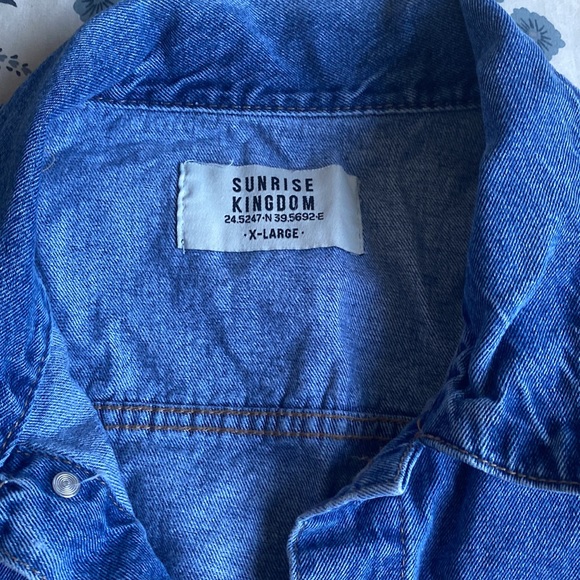 SUNRISE
KINGDOM
24.5247·N 39.5692·E
·X-LARGE·